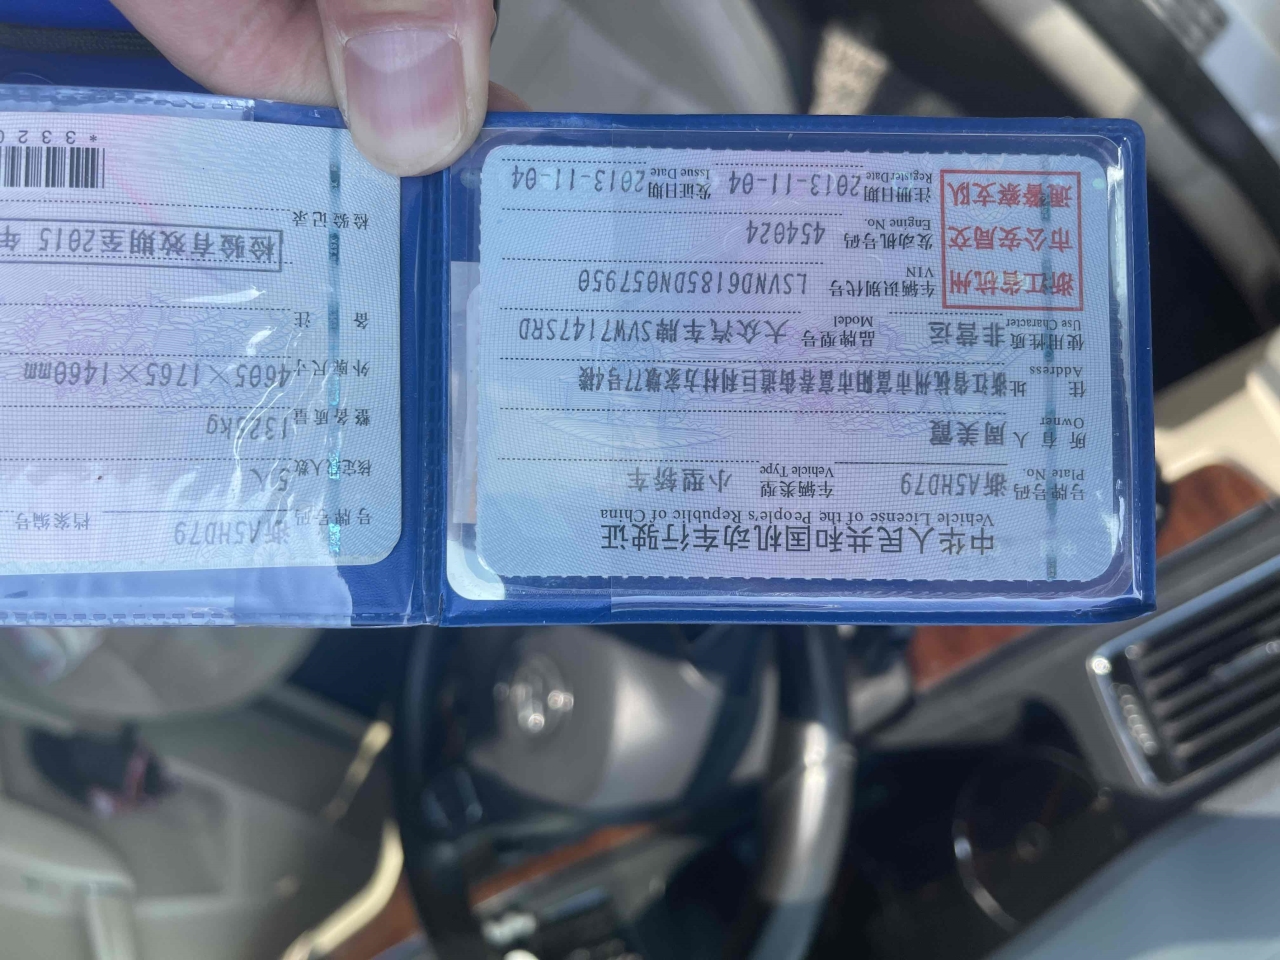 中华人民共和国机动车行驶证
Vehicle License of the People's Republic of China
号牌号码 浙A5HD79 车辆类型 小型轿车
Plate No. Vehicle Type
所有人 周美霞
Owner
住址 浙江省杭州市富阳市富春街道日利村方家墩77号4楼
Address
使用性质 非营运 品牌型号 大众汽车牌SVW7147SRD
Use Character Model
浙江省杭州
市公安局交
通警察支队
车辆识别代号 LSVND6185DN057950
VIN
发动机号码 454024
Engine No.
注册日期 2013-11-04 发证日期 2013-11-04
Register Date Issue Date
号牌号码 浙A5HD79 档案编号
核定载人数 5人
整备质量 1323kg
外廓尺寸 4605×1765×1460mm
备注
检验有效期至2015年
检验记录
*3320